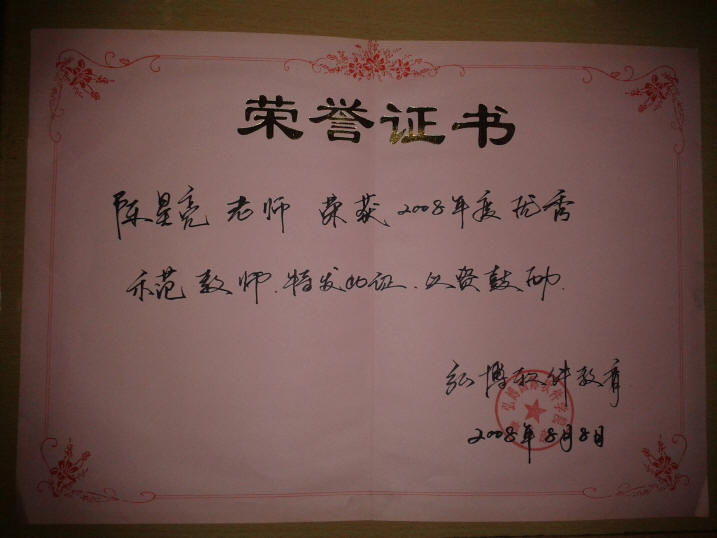 荣誉证书
陈星亮 老师 荣获2008年度优秀
示范教师.特发此证.以资鼓励.
弘博软件教育
2008年8月8日